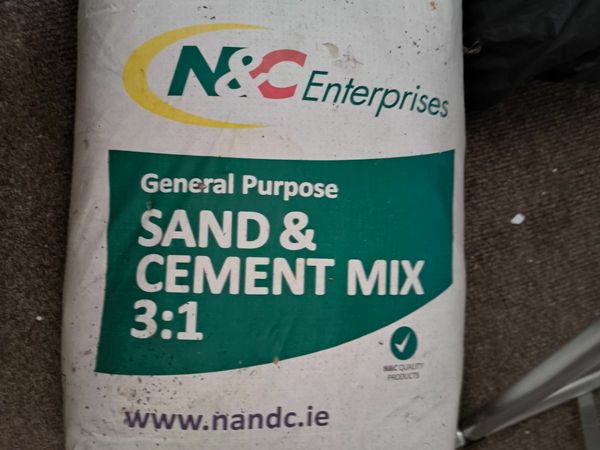 N&C Enterprises
General Purpose
SAND &
CEMENT MIX
3:1
N&C QUALITY
PRODUCTS
www.nandc.ie